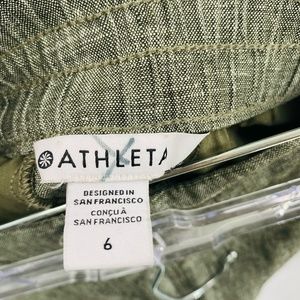 ATHLETA
DESIGNED IN
SAN FRANCISCO
CONÇU À
SAN FRANCISCO
6